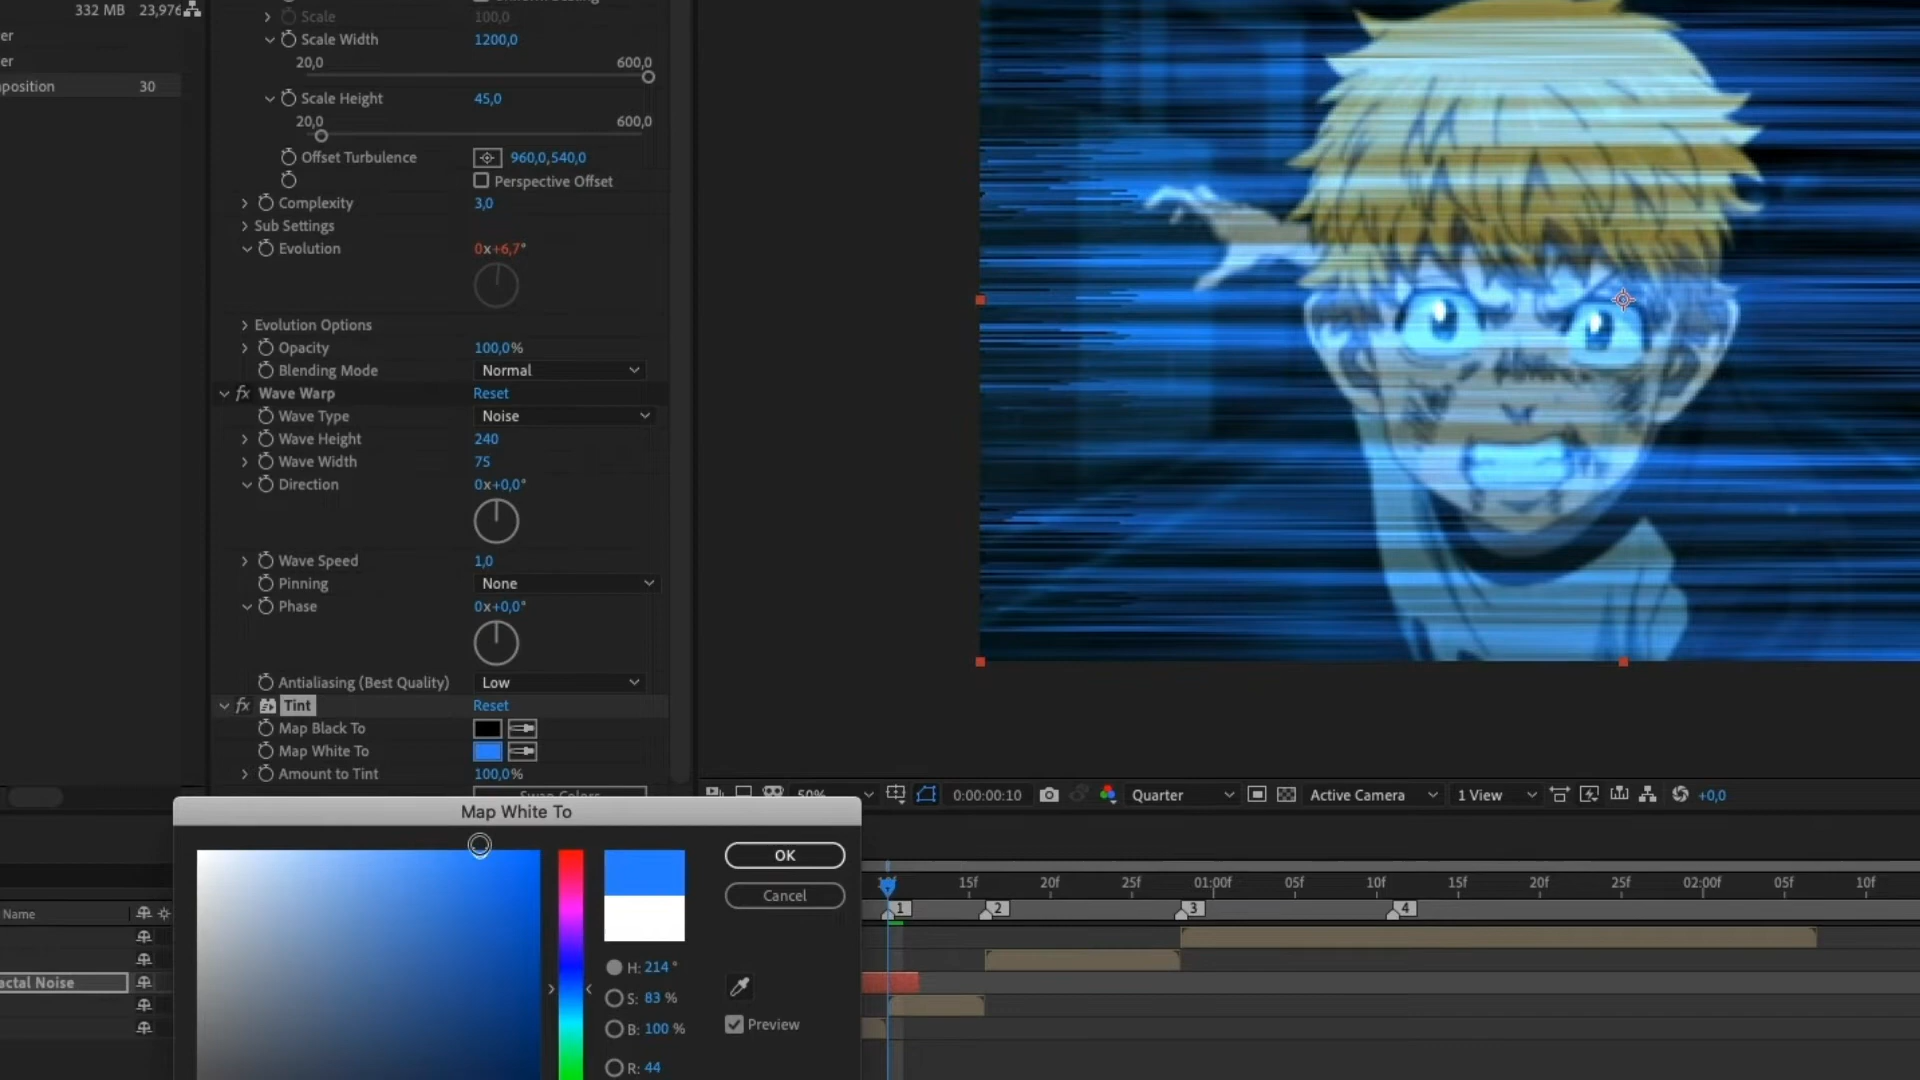 332 MB 23,976
er
er
position 30
Scale 100,0
Scale Width 1200,0
20,0 600,0
Scale Height 45,0
20,0 600,0
Offset Turbulence 960,0,540,0
Perspective Offset
Complexity 3,0
Sub Settings
Evolution 0x+6,7°
Evolution Options
Opacity 100,0%
Blending Mode Normal
fx Wave Warp Reset
Wave Type Noise
Wave Height 240
Wave Width 75
Direction 0x+0,0°
Wave Speed 1,0
Pinning None
Phase 0x+0,0°
Antialiasing (Best Quality) Low
fx Tint Reset
Map Black To
Map White To
Amount to Tint 100,0%
Swap Colors
50% 0:00:00:10 Quarter Active Camera 1 View +0,0
Map White To
OK
Cancel
H: 214 °
S: 83 %
B: 100 %
Preview
R: 44
10f 15f 20f 25f 01:00f 05f 10f 15f 20f 25f 02:00f 05f 10f
1 2 3 4
Name
actal Noise